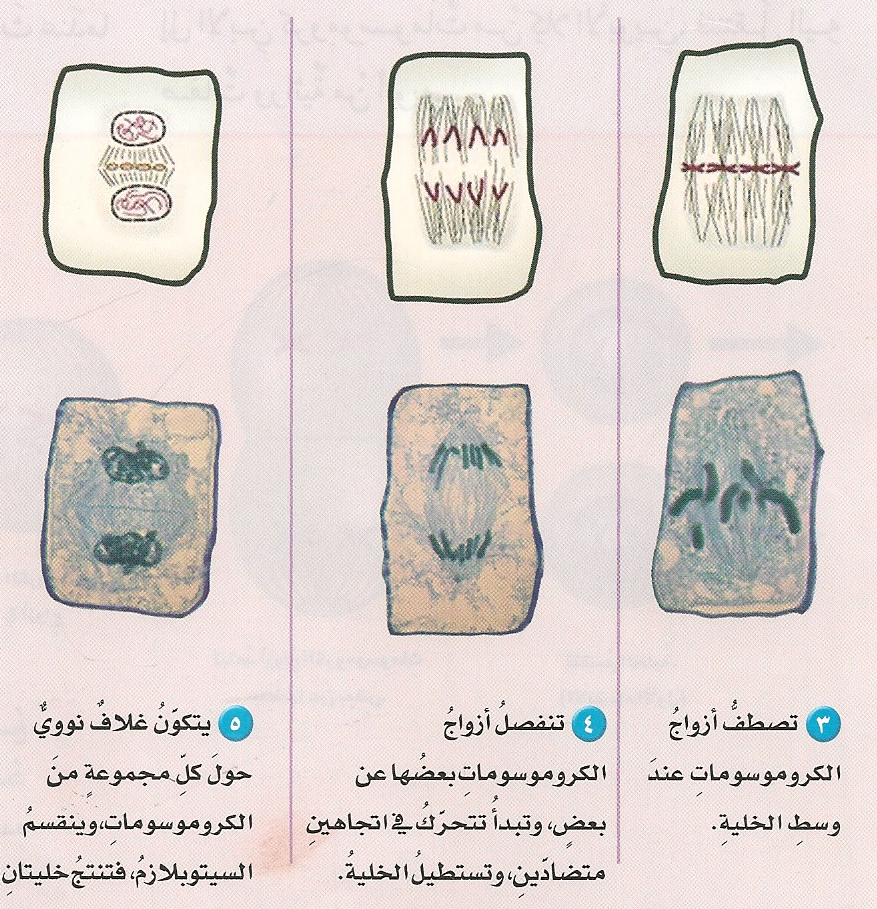 ٣ تصطفُّ أزواجُ
الكروموسوماتِ عندَ
وسطِ الخليةِ.
٤ تنفصلُ أزواجُ
الكروموسوماتِ بعضُها عن
بعضٍ، وتبدأُ تتحرّكُ في اتجاهينِ
متضادّينِ، وتستطيلُ الخليةُ.
٥ يتكوّنُ غلافٌ نوويٌّ
حولَ كلِّ مجموعةٍ منَ
الكروموسوماتِ، وينقسمُ
السيتوبلازمُ، فتنتجُ خليتانِ